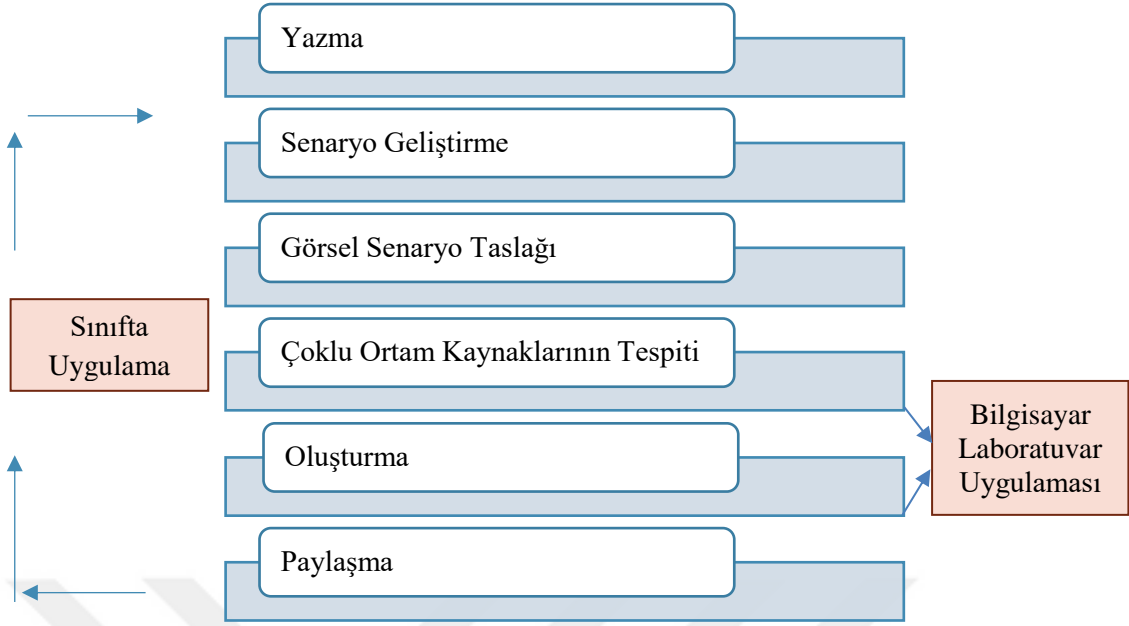 Yazma
Senaryo Geliştirme
Görsel Senaryo Taslağı
Sınıfta
Uygulama
Çoklu Ortam Kaynaklarının Tespiti
Bilgisayar
Laboratuvar
Uygulaması
Oluşturma
Paylaşma